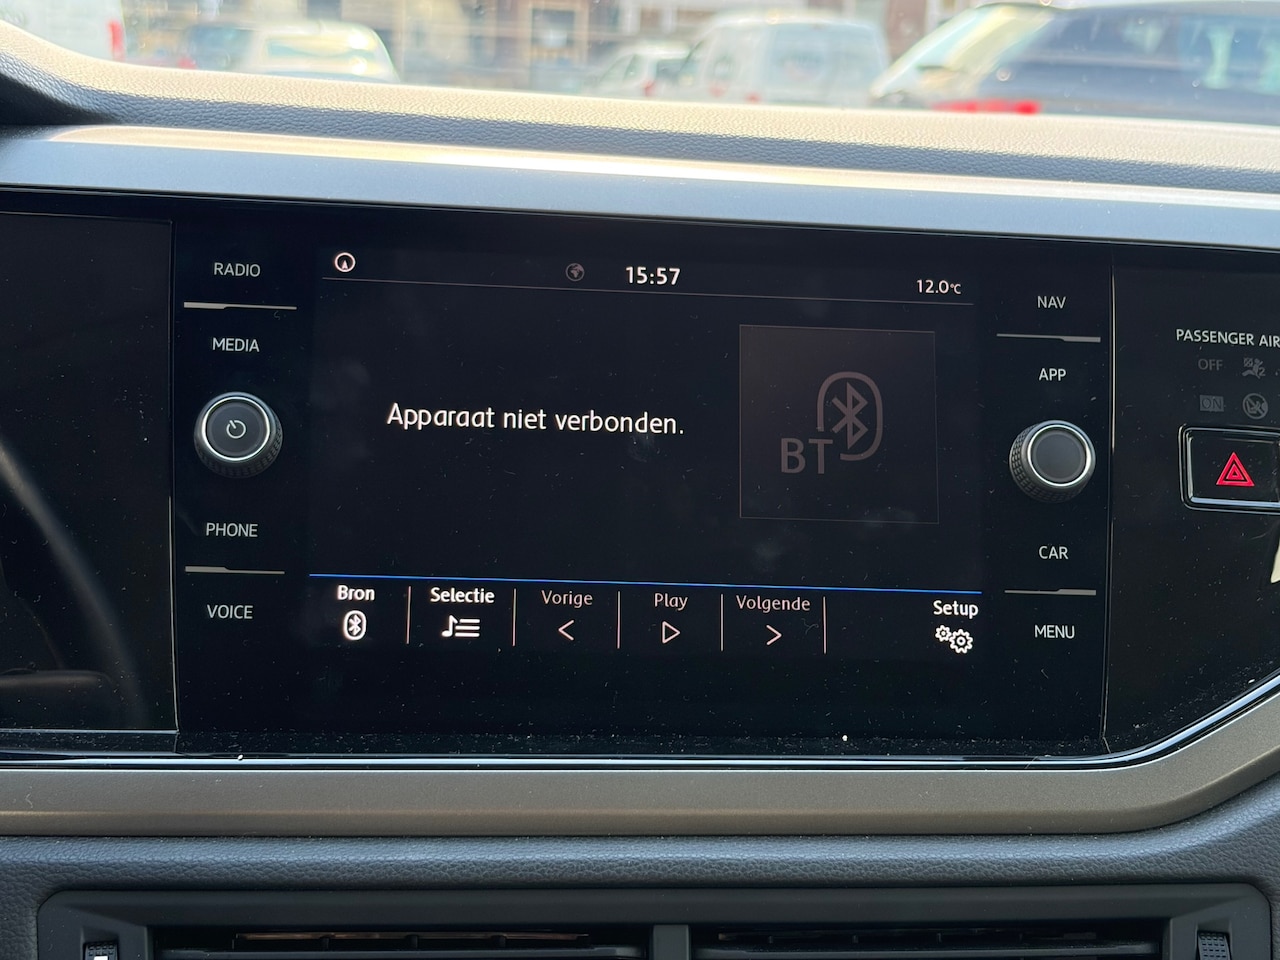 RADIO
MEDIA
PHONE
VOICE
15:57
12.0°C
Apparaat niet verbonden.
BT
Bron
Selectie
Vorige
Play
Volgende
Setup
NAV
APP
CAR
MENU
PASSENGER AIR
OFF
ON